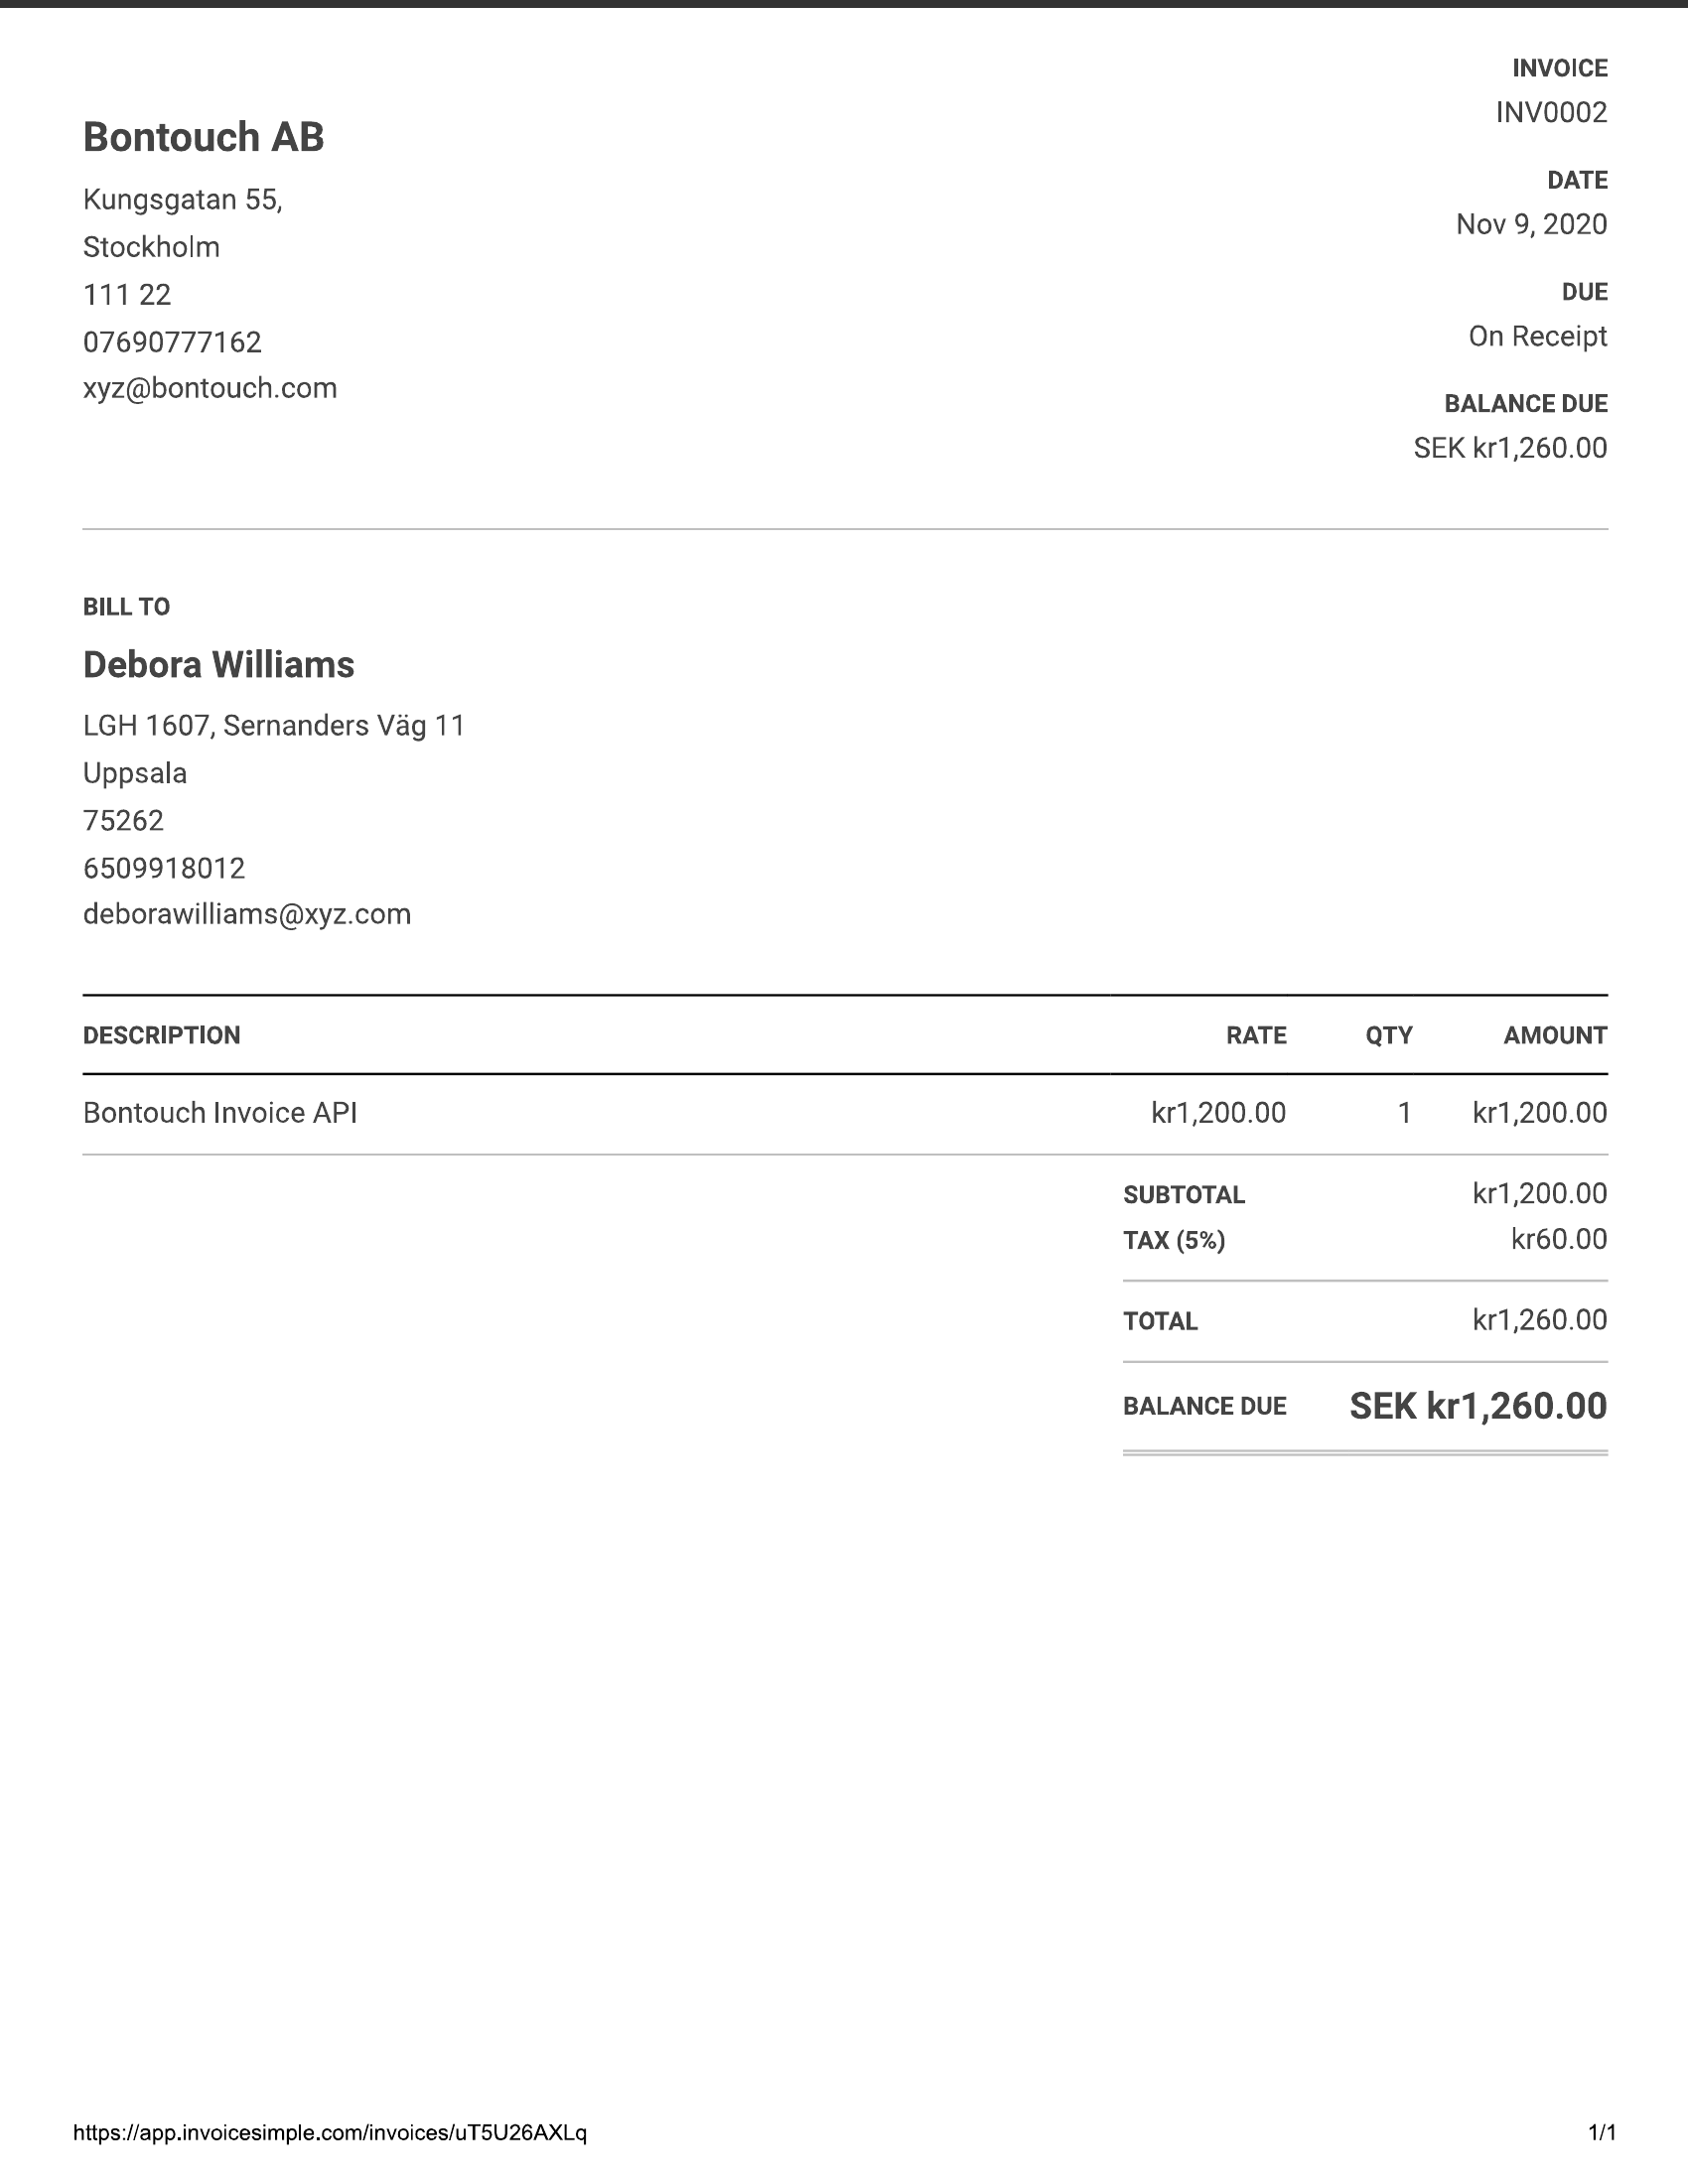 Bontouch AB
Kungsgatan 55,
Stockholm
111 22
07690777162
xyz@bontouch.com
INVOICE
INV0002
DATE
Nov 9, 2020
DUE
On Receipt
BALANCE DUE
SEK kr1,260.00
BILL TO
Debora Williams
LGH 1607, Sernanders Väg 11
Uppsala
75262
6509918012
deborawilliams@xyz.com
DESCRIPTION RATE QTY AMOUNT
Bontouch Invoice API kr1,200.00 1 kr1,200.00
SUBTOTAL kr1,200.00
TAX (5%) kr60.00
TOTAL kr1,260.00
BALANCE DUE SEK kr1,260.00
https://app.invoicesimple.com/invoices/uT5U26AXLq 1/1